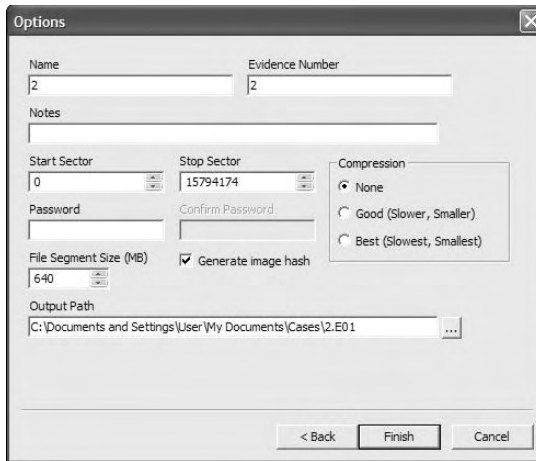 Options
Name Evidence Number
2 2
Notes
Start Sector Stop Sector Compression
0 15794174 None
Password Confirm Password Good (Slower, Smaller)
Best (Slowest, Smallest)
File Segment Size (MB) Generate image hash
640
Output Path
C:\Documents and Settings\User\My Documents\Cases\2.E01 ...
< Back Finish Cancel